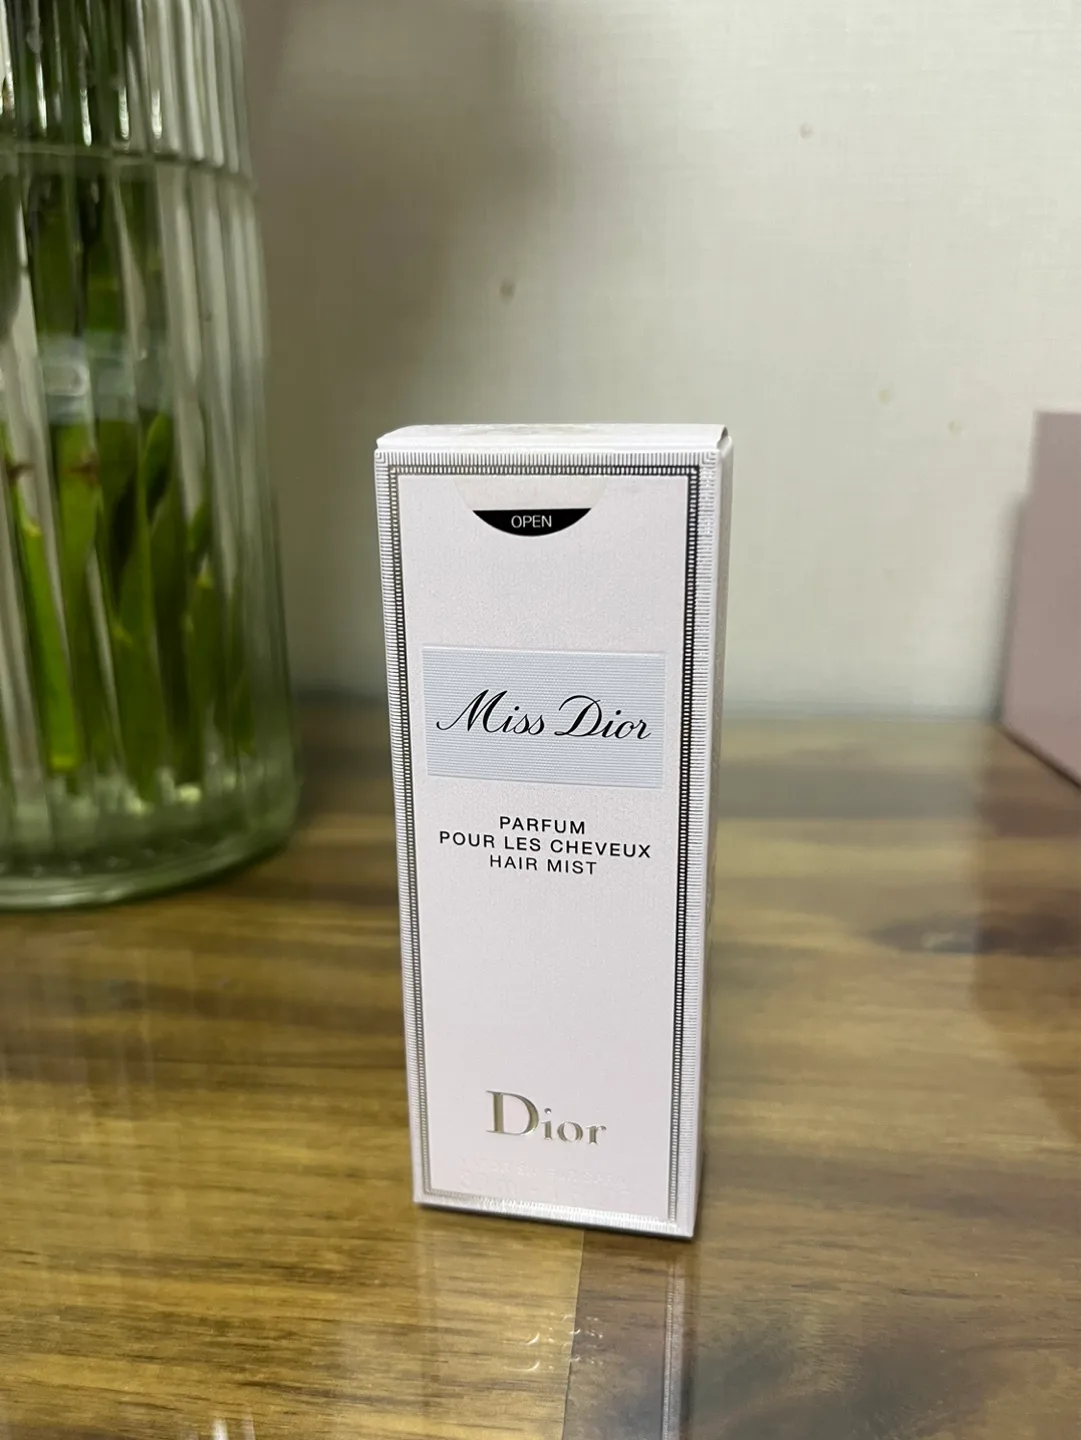 OPEN
Miss Dior
PARFUM
POUR LES CHEVEUX
HAIR MIST
Dior